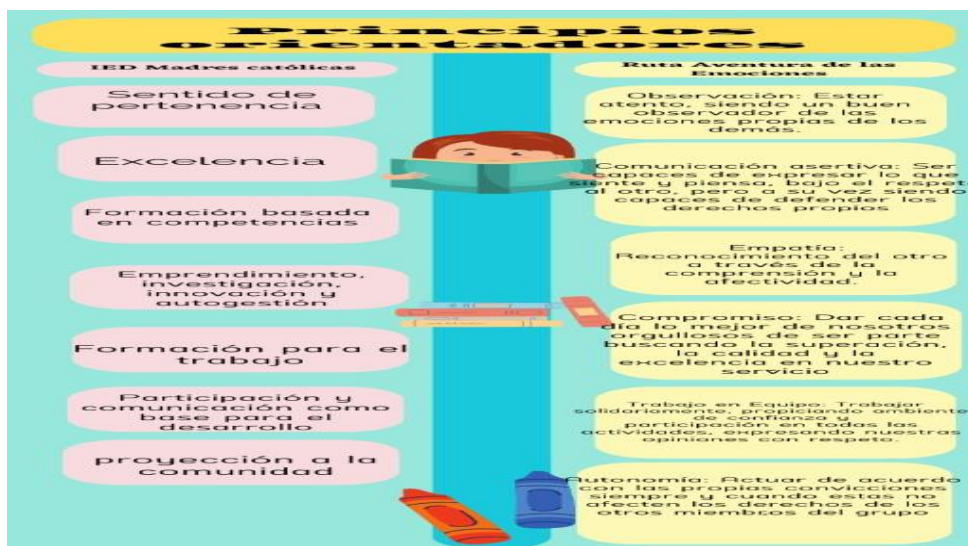 Principios
orientadores
IED Madres católicas
Sentido de
pertenencia
Excelencia
Formación basada
en competencias
Emprendimiento,
investigación,
innovación y
autogestión
Formación para el
trabajo
Participación y
comunicación como
base para el
desarrollo
proyección a la
comunidad
Ruta Aventura de las
Emociones
Observación: Estar
atento, siendo un buen
observador de las
emociones propias de los
demás.
Comunicación asertiva: Ser
capaces de expresar lo que
siente y piensa, bajo el respeto
al otro, pero a su vez siendo
capaces de defender los
derechos propios
Empatía:
Reconocimiento del otro
a través de la
comprensión y la
afectividad.
Compromiso: Dar cada
día lo mejor de nosotros
orgullosos de ser parte
buscando la superación,
la calidad y la
excelencia en nuestro
servicio
Trabajo en Equipo: Trabajar
solidariamente, propiciando ambiente
de confianza y
participación en todas las
actividades, expresando nuestras
opiniones con respeto.
Autonomía: Actuar de acuerdo
con las propias convicciones
siempre y cuando estas no
afecten los derechos de los
otros miembros del grupo